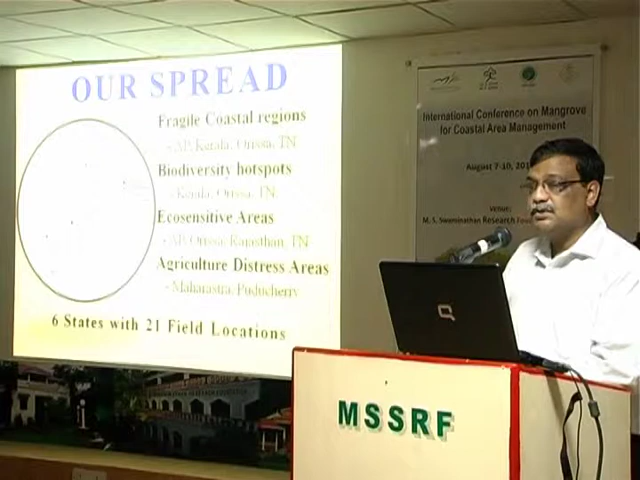 OUR SPREAD
Fragile Coastal regions
- AP, Kerala, Orissa, TN
Biodiversity hotspots
- Kerala, Orissa, TN
Ecosensitive Areas
- AP, Orissa, Rajasthan, TN
Agriculture Distress Areas
- Maharastra, Puducherry
6 States with 21 Field Locations
International Conference on Mangrove
for Coastal Area Management
August 7-10,
Venue:
M. S. Swaminathan Research
MSSRF